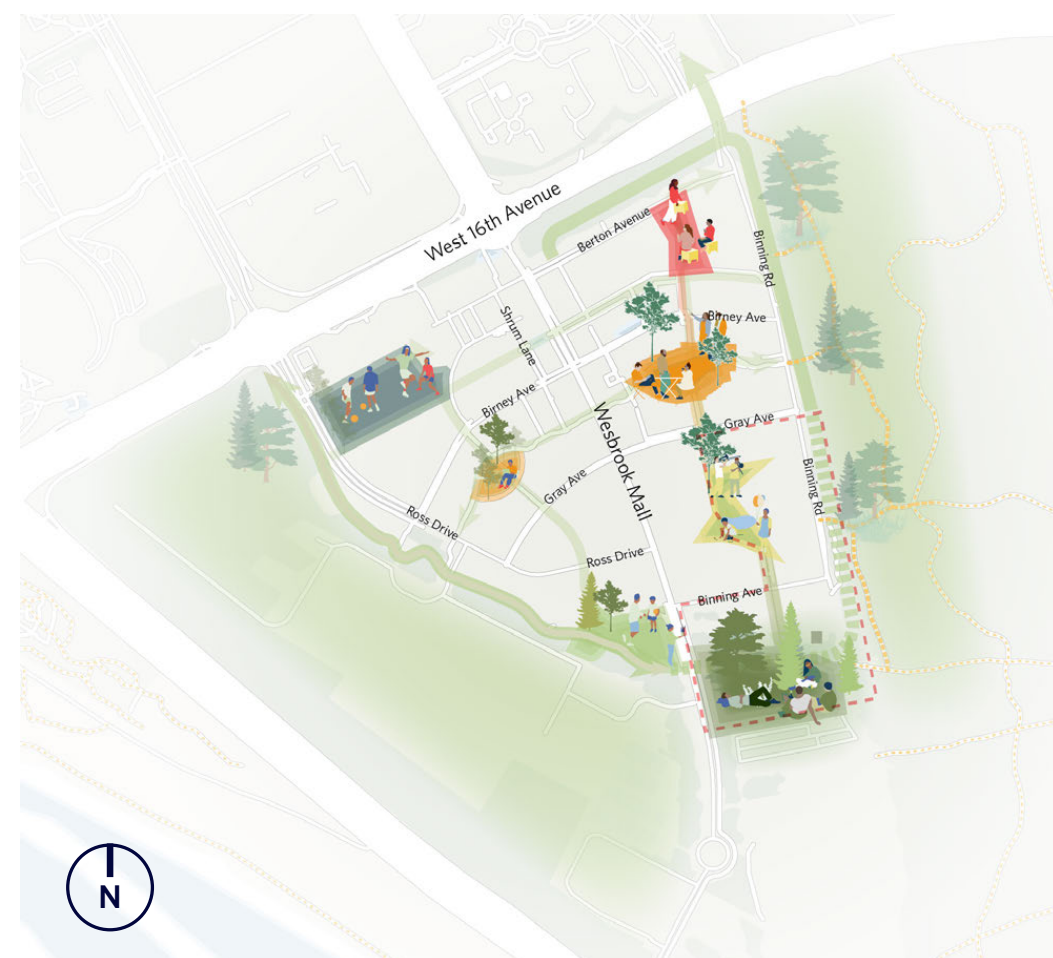 West 16th Avenue
Berton Avenue
Binning Rd
Shrum Lane
Birney Ave
Birney Ave
Wesbrook Mall
Gray Ave
Gray Ave
Binning Rd
Ross Drive
Ross Drive
Binning Ave
N